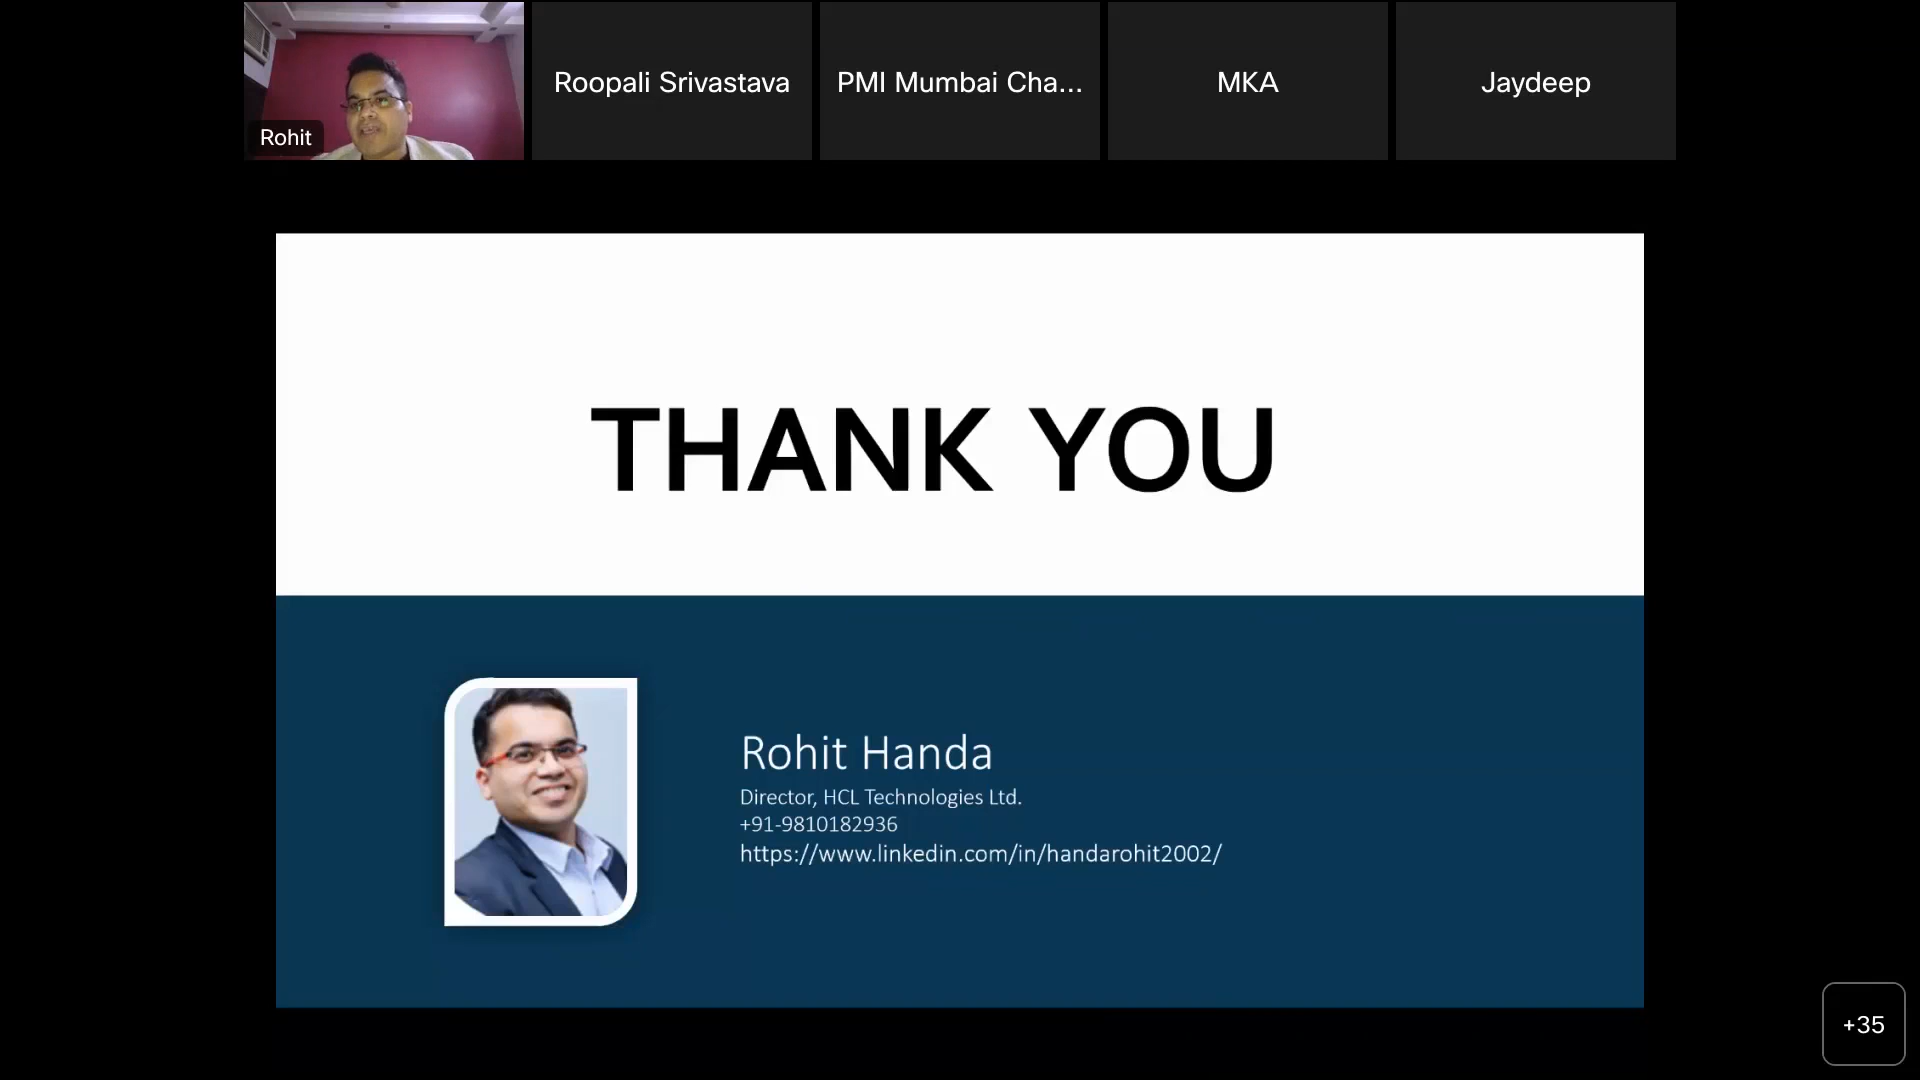 Rohit
Roopali Srivastava
PMI Mumbai Cha...
MKA
Jaydeep
THANK YOU
Rohit Handa
Director, HCL Technologies Ltd.
+91-9810182936
https://www.linkedin.com/in/handarohit2002/
+35